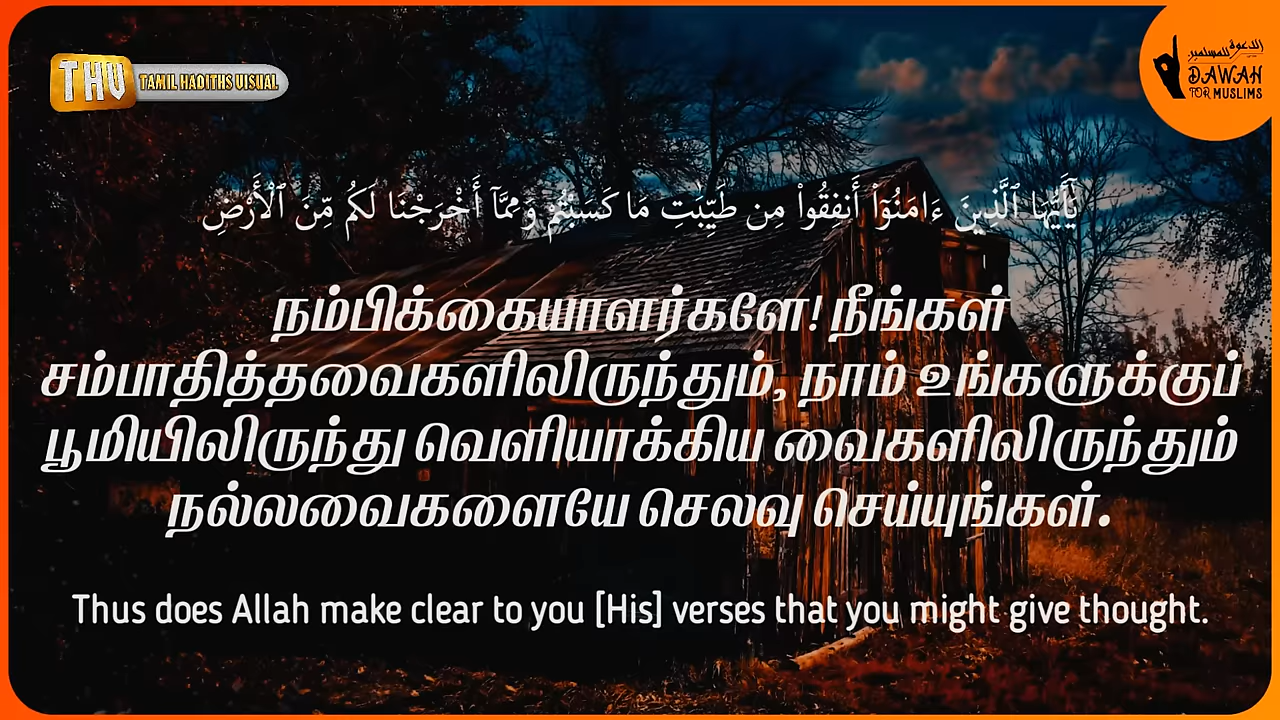 THU
TAMIL HADITHS VISUAL
الدعوة للمسلمين
DAWAH
FOR MUSLIMS
يَٰٓأَيُّهَا ٱلَّذِينَ ءَامَنُوٓا۟ أَنفِقُوا۟ مِن طَيِّبَٰتِ مَا كَسَبْتُمْ وَمِمَّآ أَخْرَجْنَا لَكُم مِّنَ ٱلْأَرْضِ
நம்பிக்கையாளர்களே! நீங்கள்
சம்பாதித்தவைகளிலிருந்தும், நாம் உங்களுக்குப்
பூமியிலிருந்து வெளியாக்கிய வைகளிலிருந்தும்
நல்லவைகளையே செலவு செய்யுங்கள்.
Thus does Allah make clear to you [His] verses that you might give thought.